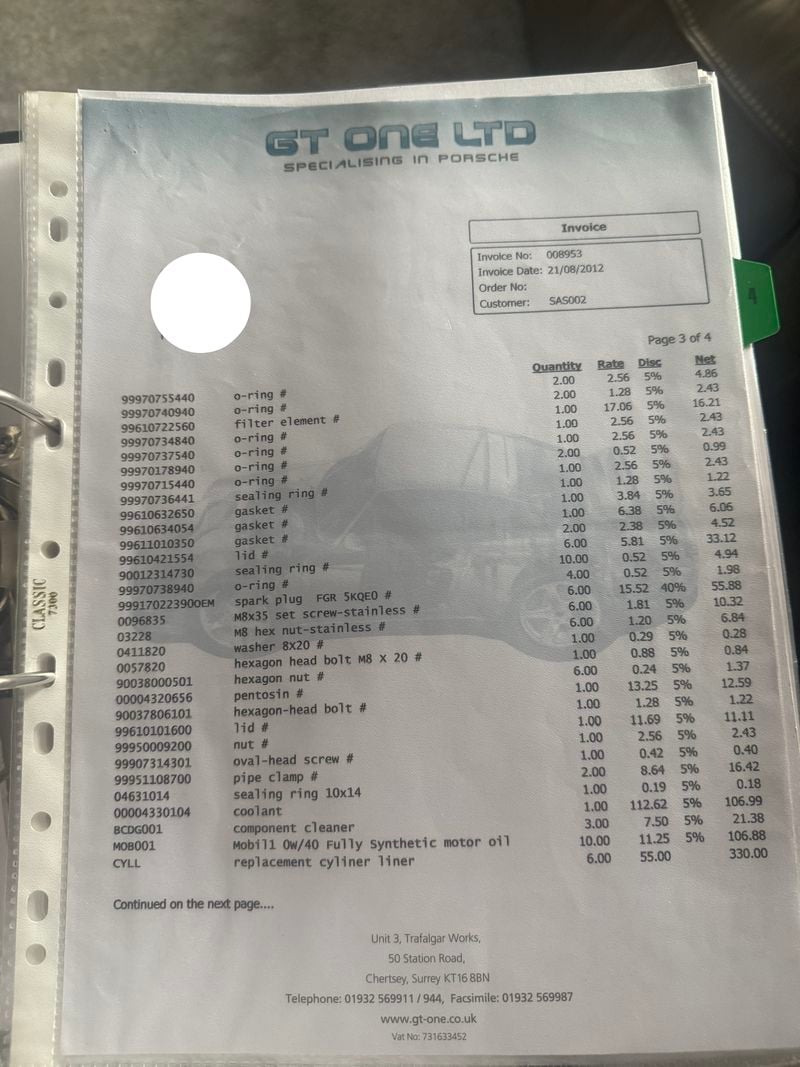 GT ONE LTD
SPECIALISING IN PORSCHE
Invoice
Invoice No: 008953
Invoice Date: 21/08/2012
Order No:
Customer: SAS002
4
Page 3 of 4
Quantity Rate Disc Net
99970755440 o-ring # 2.00 2.56 5% 4.86
99970740940 o-ring # 2.00 1.28 5% 2.43
99610722560 filter element # 1.00 17.06 5% 16.21
99970734840 o-ring # 1.00 2.56 5% 2.43
99970737540 o-ring # 1.00 2.56 5% 2.43
99970178940 o-ring # 2.00 0.52 5% 0.99
99970715440 o-ring # 1.00 2.56 5% 2.43
99970736441 sealing ring # 1.00 1.28 5% 1.22
99610632650 gasket # 1.00 3.84 5% 3.65
99610634054 gasket # 1.00 6.38 5% 6.06
99611010350 gasket # 2.00 2.38 5% 4.52
99610421554 lid # 6.00 5.81 5% 33.12
90012314730 sealing ring # 10.00 0.52 5% 4.94
99970738940 o-ring # 4.00 0.52 5% 1.98
99917022390OEM spark plug FGR 5KQE0 # 6.00 15.52 40% 55.88
0096835 M8x35 set screw-stainless # 6.00 1.81 5% 10.32
03228 M8 hex nut-stainless # 6.00 1.20 5% 6.84
0411820 washer 8X20 # 1.00 0.29 5% 0.28
0057820 hexagon head bolt M8 X 20 # 1.00 0.88 5% 0.84
90038000501 hexagon nut # 6.00 0.24 5% 1.37
00004320656 pentosin # 1.00 13.25 5% 12.59
90037806101 hexagon-head bolt # 1.00 1.28 5% 1.22
99610101600 lid # 1.00 11.69 5% 11.11
99950009200 nut # 1.00 2.56 5% 2.43
99907314301 oval-head screw # 1.00 0.42 5% 0.40
99951108700 pipe clamp # 2.00 8.64 5% 16.42
04631014 sealing ring 10x14 1.00 0.19 5% 0.18
00004330104 coolant 1.00 112.62 5% 106.99
BCDG001 component cleaner 3.00 7.50 5% 21.38
MOB001 Mobil1 0W/40 Fully Synthetic motor oil 10.00 11.25 5% 106.88
CYLL replacement cyliner liner 6.00 55.00 330.00
Continued on the next page....
Unit 3, Trafalgar Works,
50 Station Road,
Chertsey, Surrey KT16 8BN
Telephone: 01932 569911 / 944, Facsimile: 01932 569987
www.gt-one.co.uk
Vat No: 731633452
CLASSIC
7300